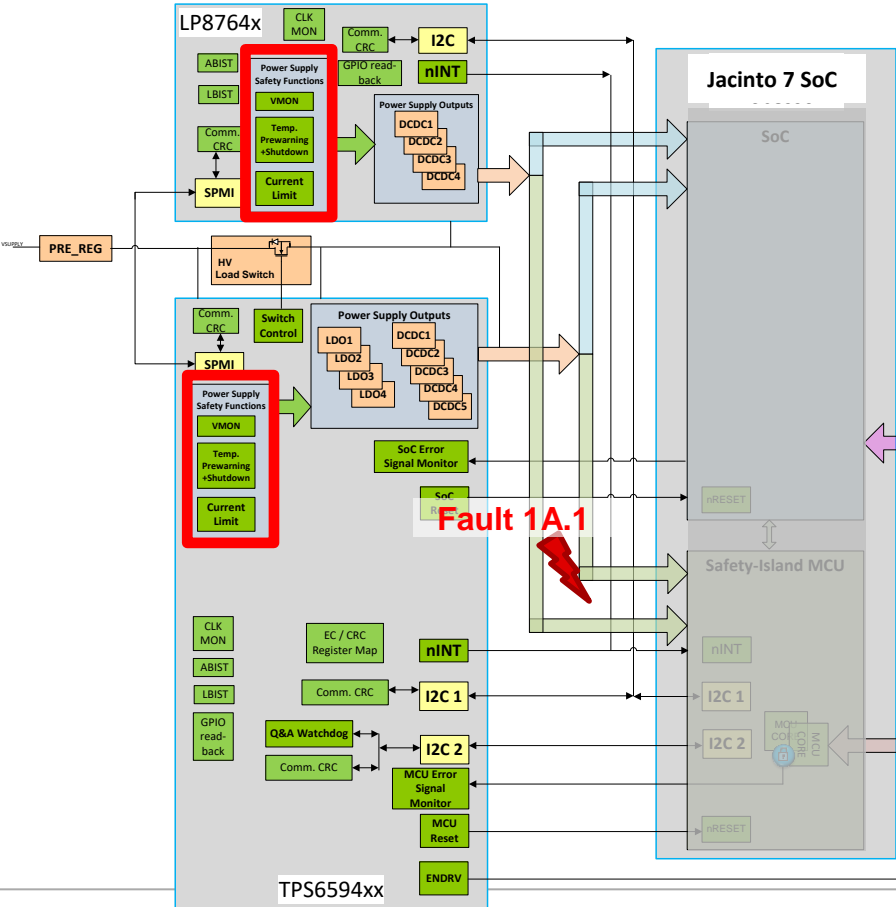 LP8764x
CLK
MON
Comm.
CRC
I2C
ABIST
LBIST
Power Supply
Safety Functions
VMON
Temp.
Prewarning
+Shutdown
Current
Limit
GPIO read-
back
nINT
Power Supply Outputs
DCDC1
DCDC2
DCDC3
DCDC4
Comm.
CRC
SPMI
Jacinto 7 SoC
SoC
VSUPPLY
PRE_REG
HV
Load Switch
Comm.
CRC
Switch
Control
SPMI
Power Supply Outputs
LDO1
LDO2
LDO3
LDO4
DCDC1
DCDC2
DCDC3
DCDC4
DCDC5
Power Supply
Safety Functions
VMON
Temp.
Prewarning
+Shutdown
Current
Limit
SoC Error
Signal Monitor
SoC
Reset
nRESET
Fault 1A.1
Safety-Island MCU
CLK
MON
ABIST
LBIST
GPIO
read-
back
EC / CRC
Register Map
nINT
nINT
Comm. CRC
I2C 1
I2C 1
Q&A Watchdog
Comm. CRC
I2C 2
I2C 2
MCU
CORE
MCU
CORE
MCU Error
Signal
Monitor
MCU
Reset
nRESET
ENDRV
TPS6594xx